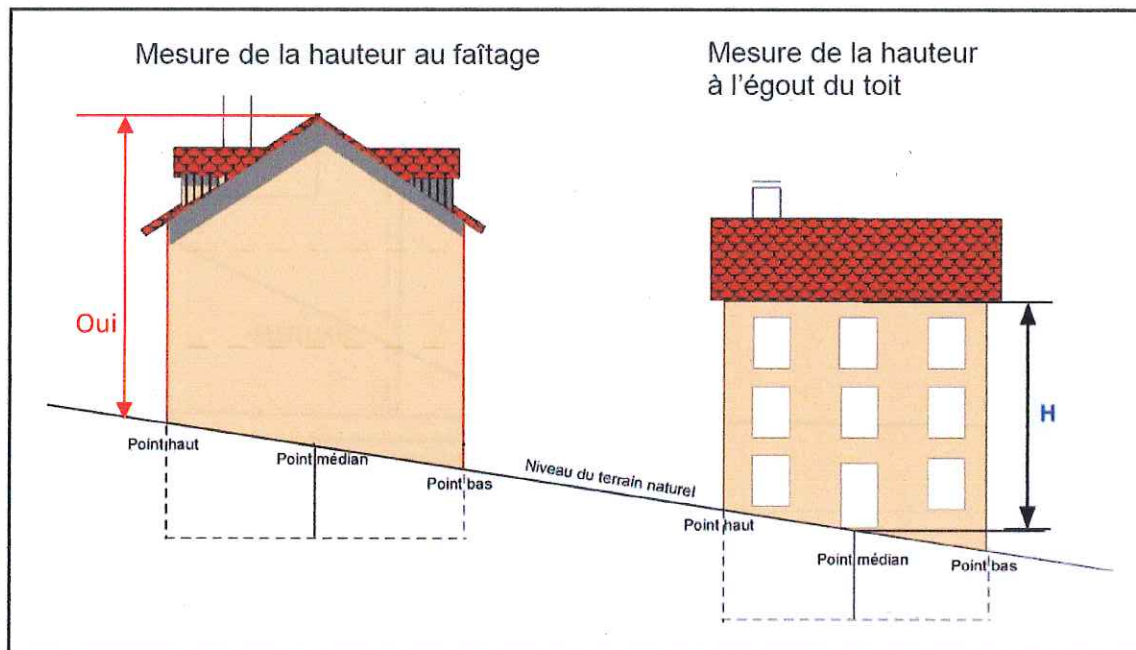 Mesure de la hauteur au faîtage
Mesure de la hauteur
à l'égout du toit
Oui
H
Point haut
Point médian
Point bas
Niveau du terrain naturel
Point haut
Point médian
Point bas